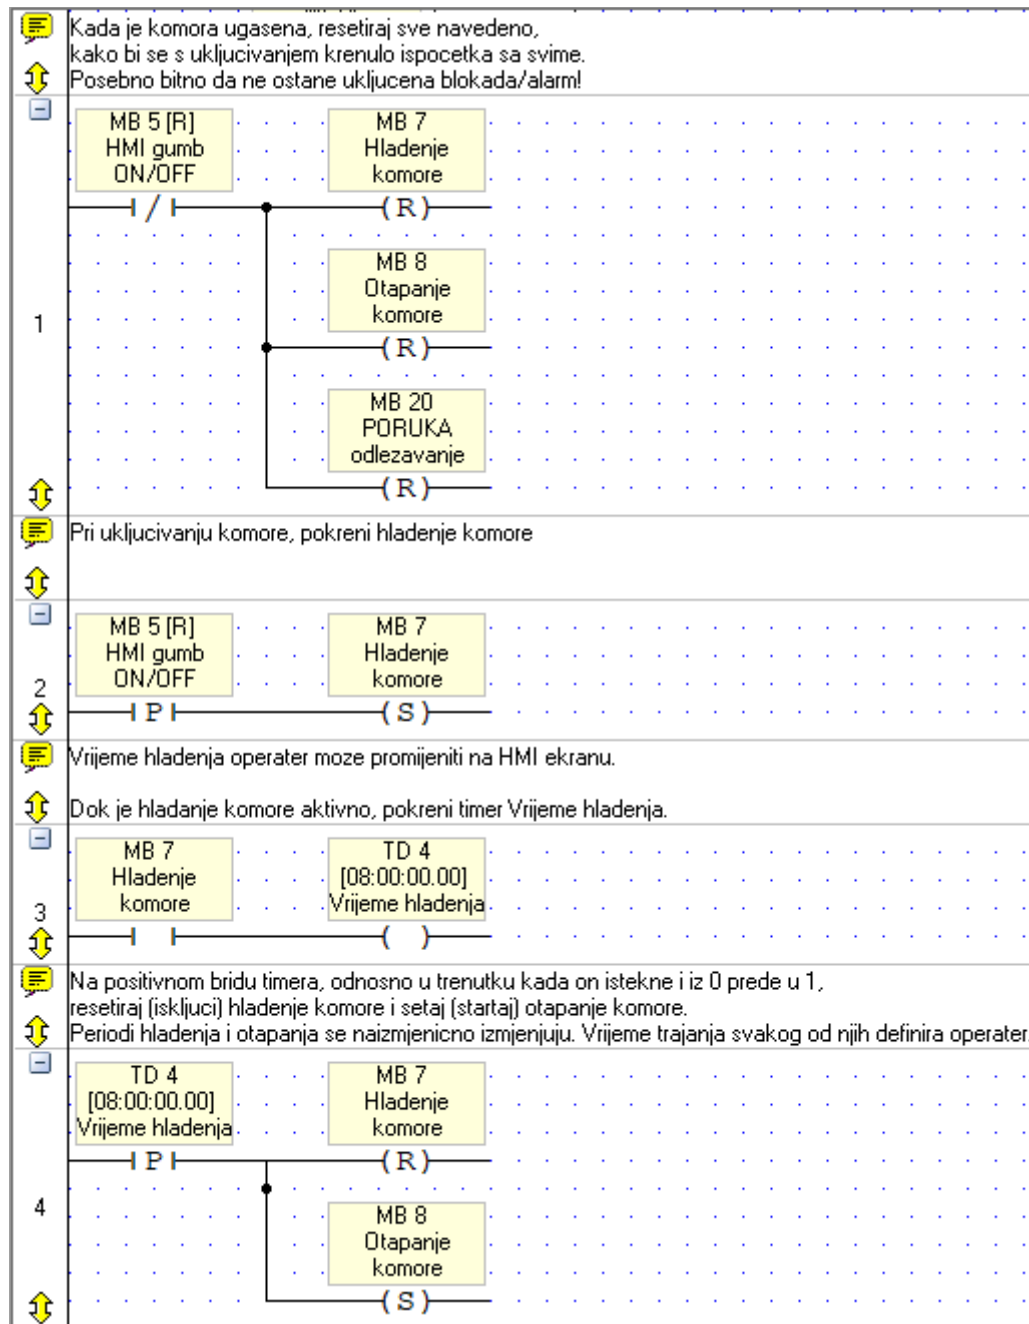 Kada je komora ugasena, resetiraj sve navedeno,
kako bi se s ukljucivanjem krenulo ispocetka sa svime.
Posebno bitno da ne ostane ukljucena blokada/alarm!
MB 5 [R]
HMI gumb
ON/OFF
MB 7
Hladenje
komore
/
(R)
MB 8
Otapanje
komore
(R)
1
MB 20
PORUKA
odlezavanje
(R)
Pri ukljucivanju komore, pokreni hladenje komore
MB 5 [R]
HMI gumb
ON/OFF
MB 7
Hladenje
komore
2
P
(S)
Vrijeme hladenja operater moze promijeniti na HMI ekranu.
Dok je hladanje komore aktivno, pokreni timer Vrijeme hladenja.
MB 7
Hladenje
komore
TD 4
[08:00:00.00]
Vrijeme hladenja
3
( )
Na positivnom bridu timera, odnosno u trenutku kada on istekne i iz 0 prede u 1,
resetiraj (iskljuci) hladenje komore i setaj (startaj) otapanje komore.
Periodi hladenja i otapanja se naizmjenicno izmjenjuju. Vrijeme trajanja svakog od njih definira operater.
TD 4
[08:00:00.00]
Vrijeme hladenja
MB 7
Hladenje
komore
P
(R)
4
MB 8
Otapanje
komore
(S)